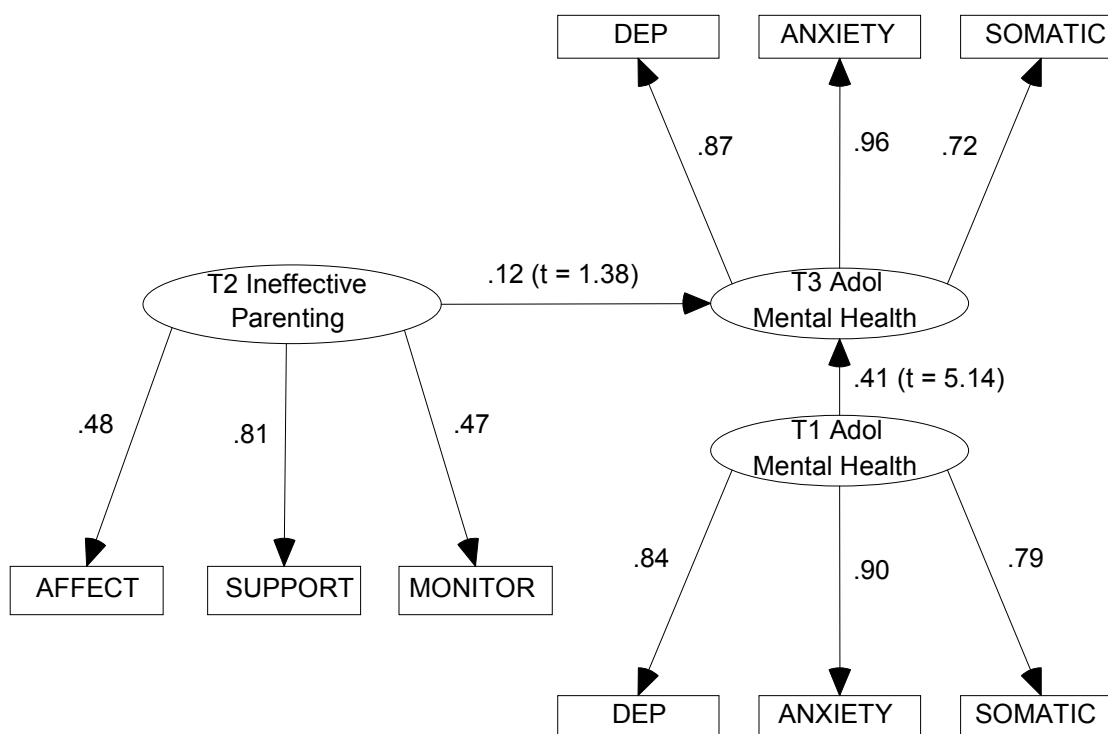 DEP
ANXIETY
SOMATIC
.87
.96
.72
T2 Ineffective
Parenting
.12 (t = 1.38)
T3 Adol
Mental Health
.41 (t = 5.14)
.48
.81
.47
T1 Adol
Mental Health
AFFECT
SUPPORT
MONITOR
.84
.90
.79
DEP
ANXIETY
SOMATIC